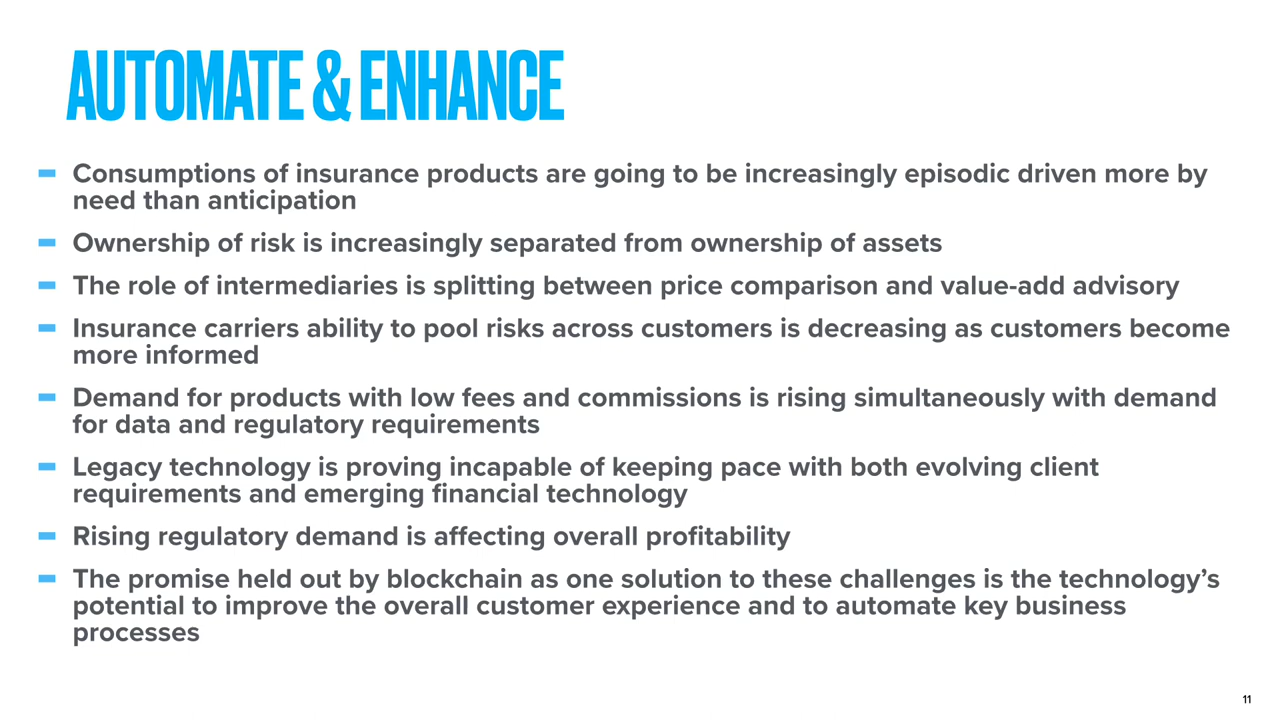 AUTOMATE & ENHANCE
Consumptions of insurance products are going to be increasingly episodic driven more by
need than anticipation
Ownership of risk is increasingly separated from ownership of assets
The role of intermediaries is splitting between price comparison and value-add advisory
Insurance carriers ability to pool risks across customers is decreasing as customers become
more informed
Demand for products with low fees and commissions is rising simultaneously with demand
for data and regulatory requirements
Legacy technology is proving incapable of keeping pace with both evolving client
requirements and emerging financial technology
Rising regulatory demand is affecting overall profitability
The promise held out by blockchain as one solution to these challenges is the technology’s
potential to improve the overall customer experience and to automate key business
processes
11